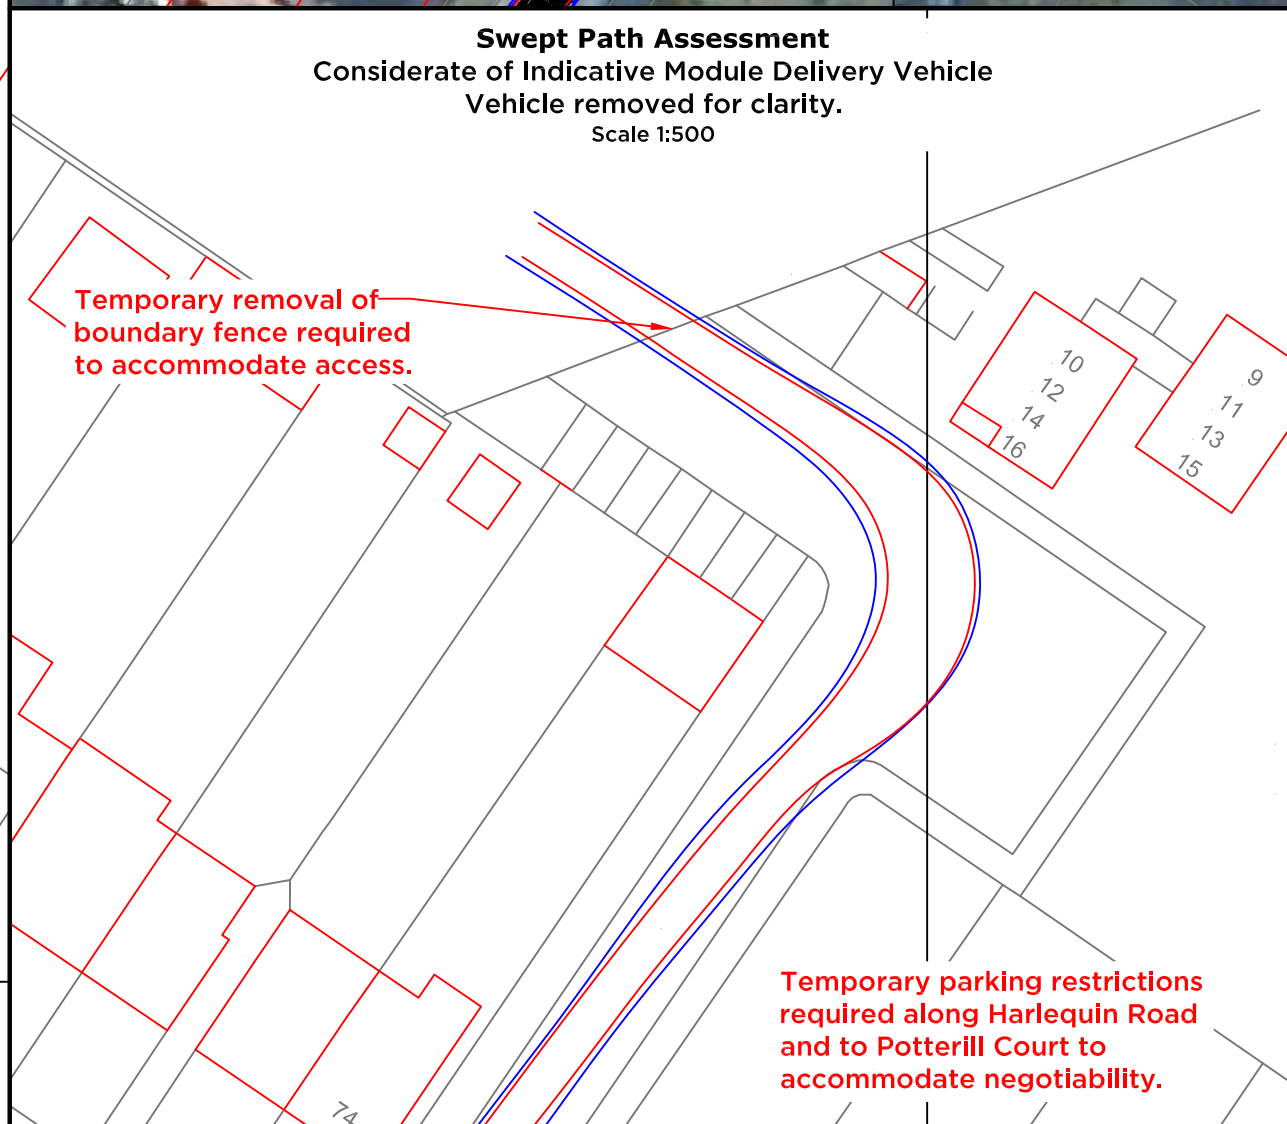 Swept Path Assessment
Considerate of Indicative Module Delivery Vehicle
Vehicle removed for clarity.
Scale 1:500
Temporary removal of
boundary fence required
to accommodate access.
10
12
14
16
9
11
13
15
Temporary parking restrictions
required along Harlequin Road
and to Potterill Court to
accommodate negotiability.
74